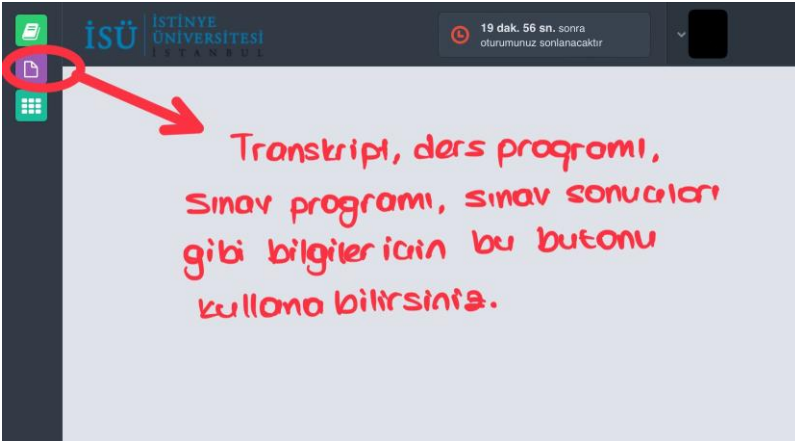 İSÜ
İSTİNYE
ÜNİVERSİTESİ
İSTANBUL
19 dak. 56 sn. sonra
oturumunuz sonlanacaktır
Transkript, ders programı,
sınav programı, sınav sonuçları
gibi bilgiler için bu butonu
kullana bilirsiniz.